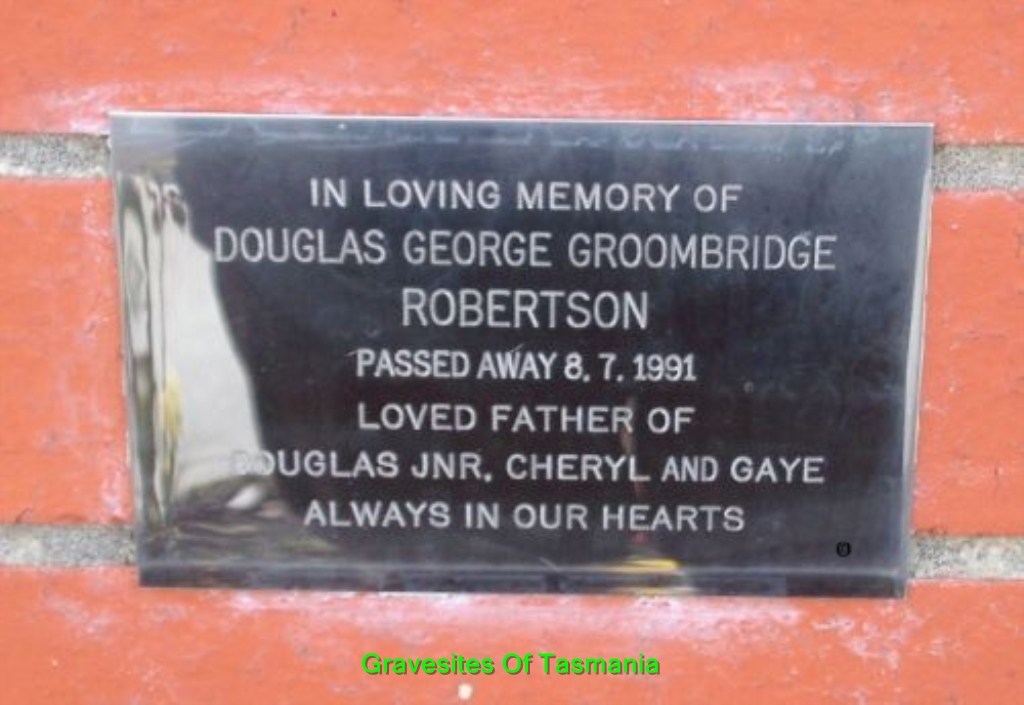 IN LOVING MEMORY OF
DOUGLAS GEORGE GROOMBRIDGE
ROBERTSON
PASSED AWAY 8. 7. 1991
LOVED FATHER OF
DOUGLAS JNR. CHERYL AND GAYE
ALWAYS IN OUR HEARTS
Gravesites Of Tasmania